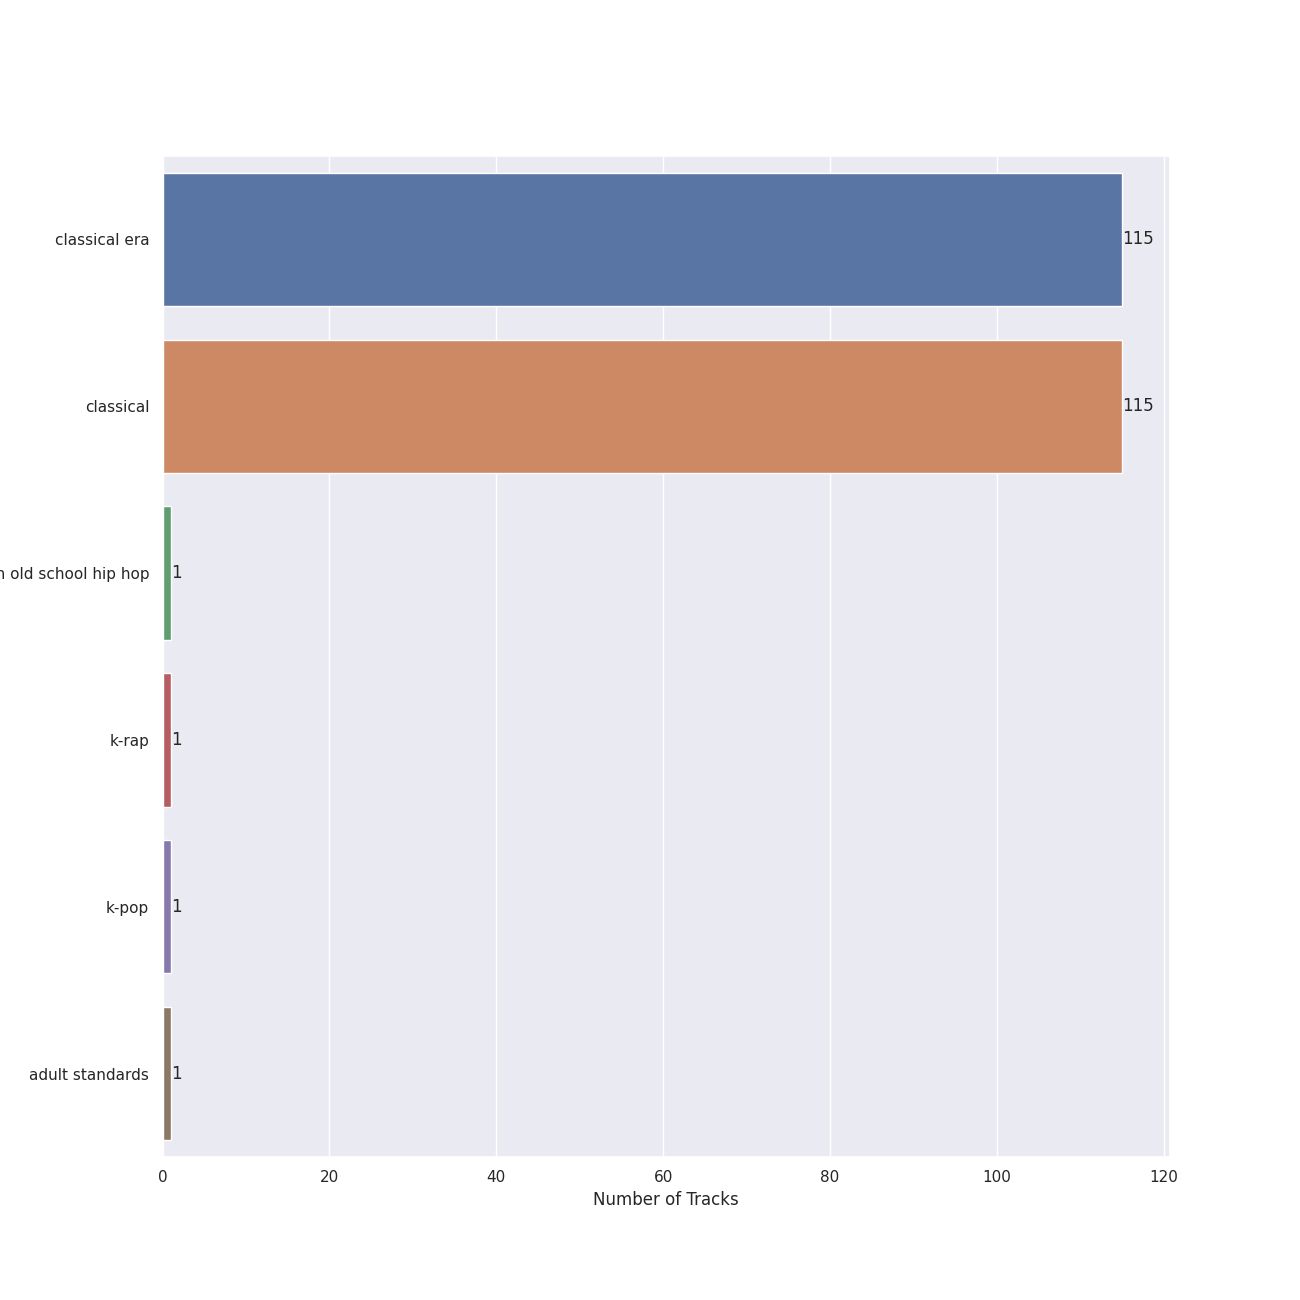 classical era
115
classical
115
old school hip hop
1
k-rap
1
k-pop
1
adult standards
1
0 20 40 60 80 100 120
Number of Tracks